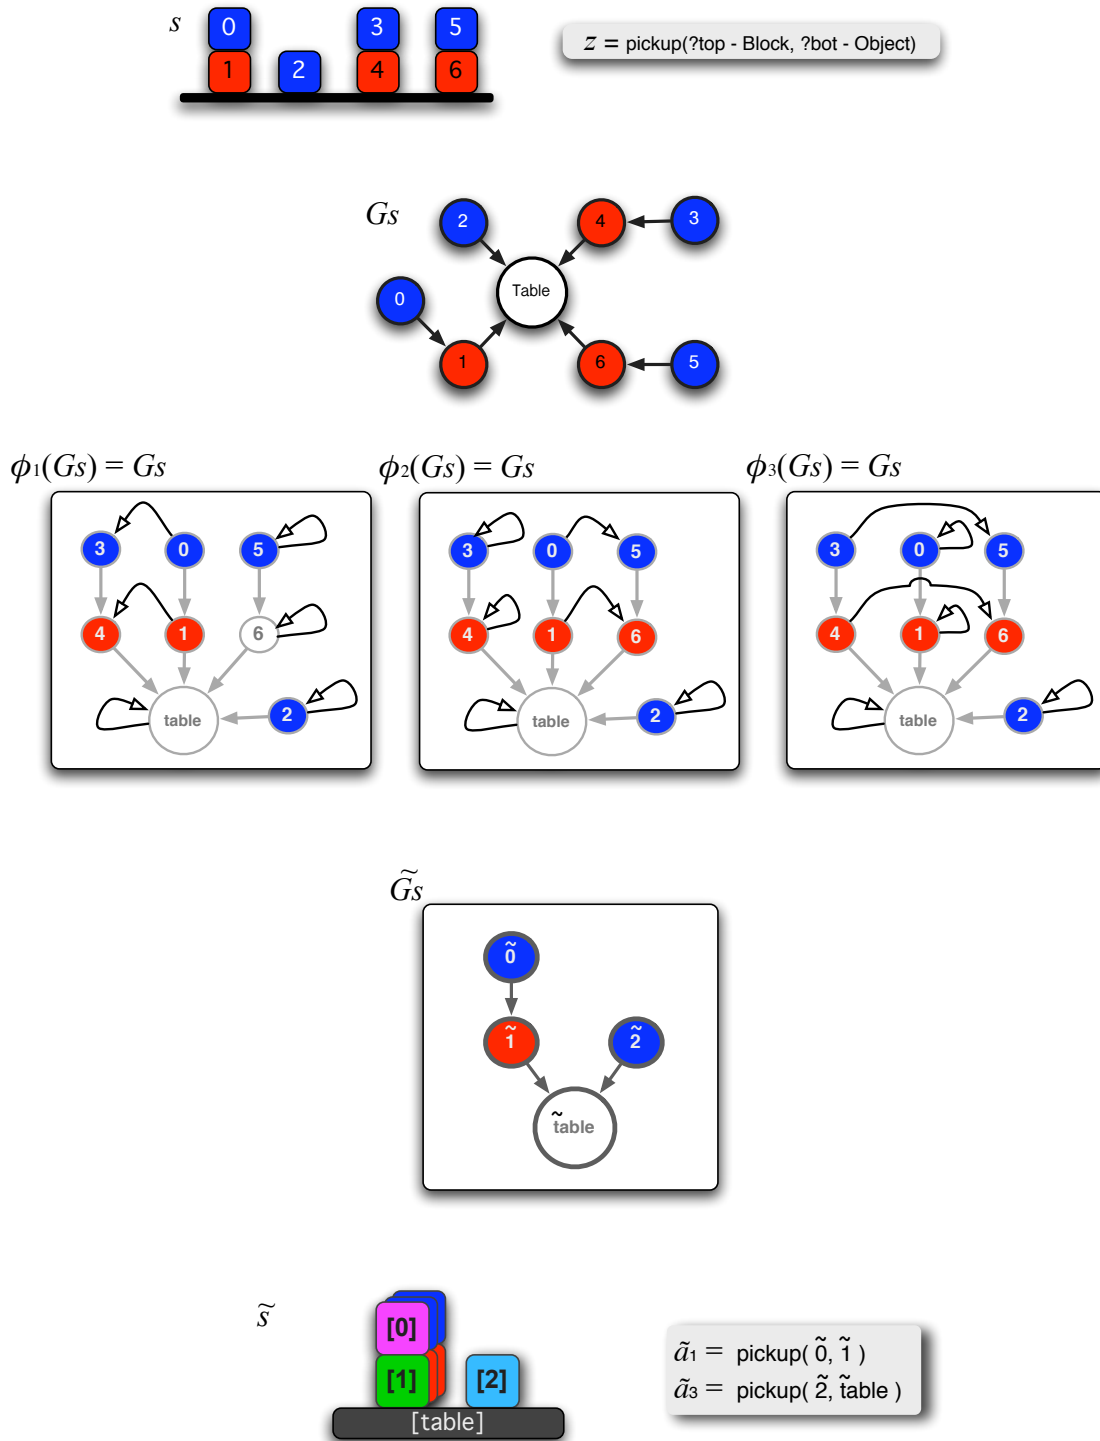 s
0 3 5
1 2 4 6
z = pickup(?top - Block, ?bot - Object)
Gs
2 4 3
Table
0
1 6 5
ϕ1(Gs) = Gs
3 0 5
4 1 6
table 2
ϕ2(Gs) = Gs
3 0 5
4 1 6
table 2
ϕ3(Gs) = Gs
3 0 5
4 1 6
table 2
G̃s
0̃
1̃ 2̃
t̃able
s̃
[0]
[1] [2]
[table]
ã1 = pickup( 0̃, 1̃ )
ã3 = pickup( 2̃, t̃able )